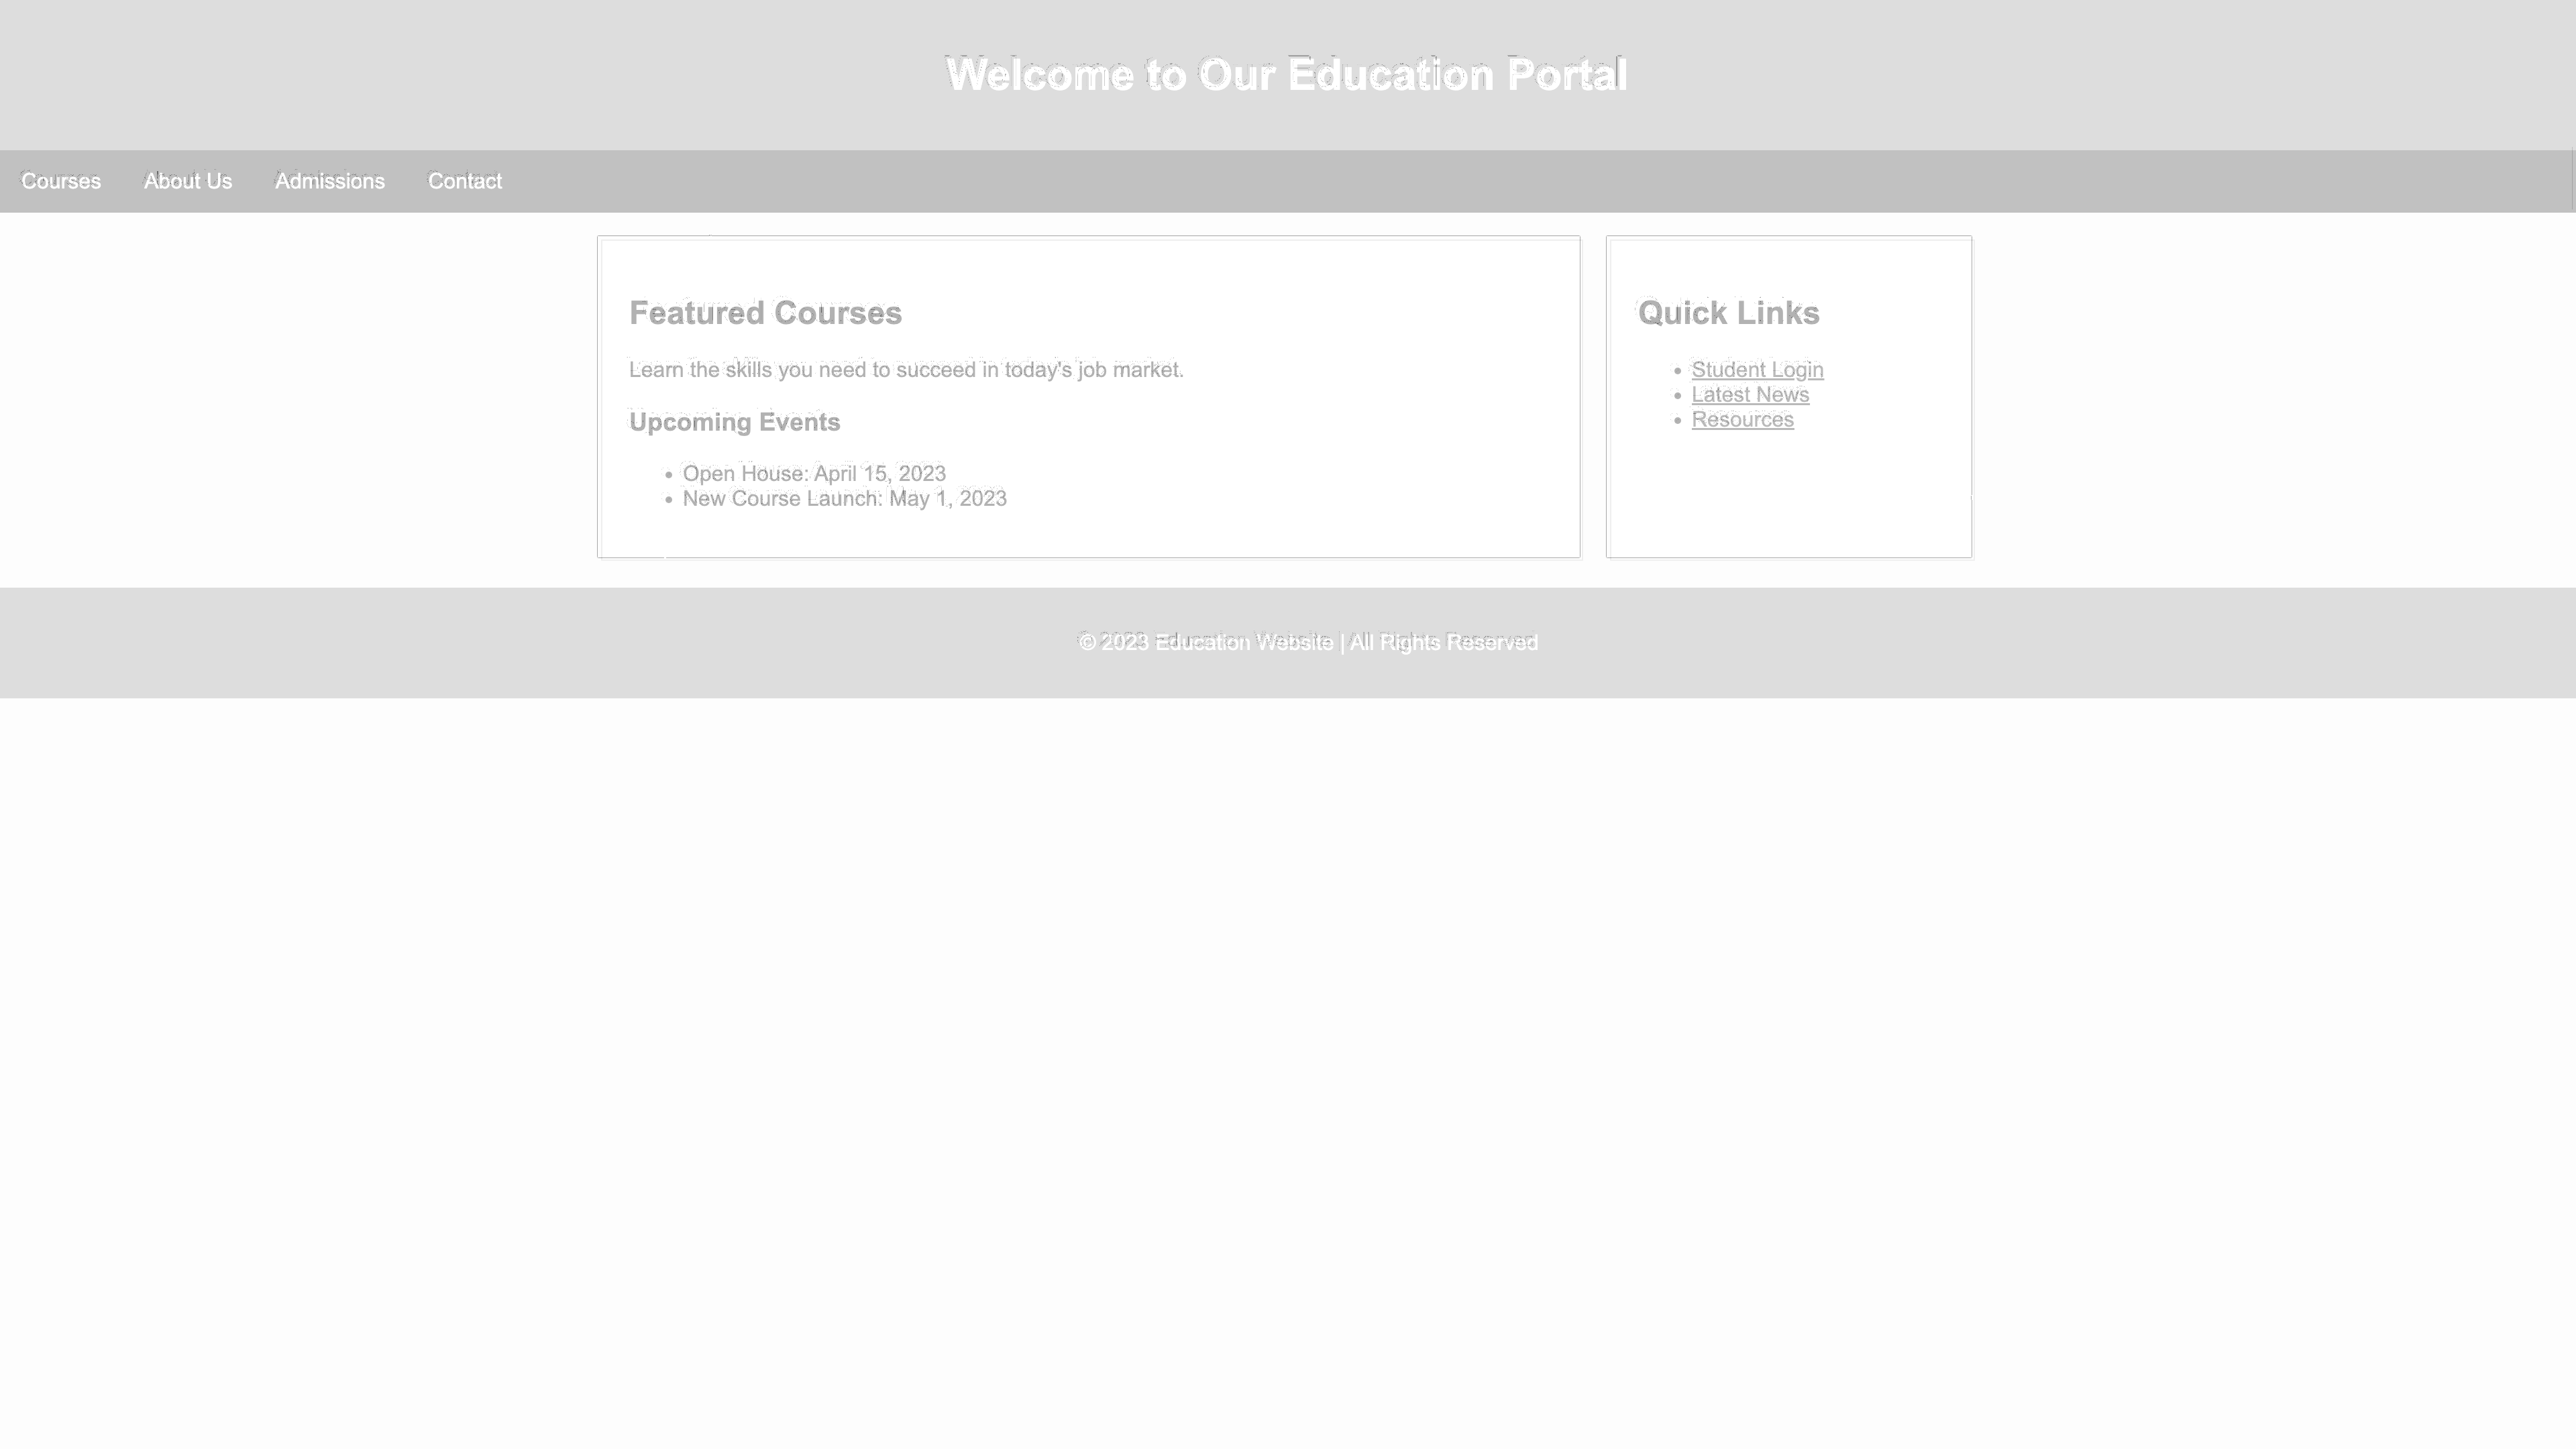 Welcome to Our Education Portal
Courses About Us Admissions Contact
Featured Courses
Learn the skills you need to succeed in today's job market.
Upcoming Events
• Open House: April 15, 2023
• New Course Launch: May 1, 2023
Quick Links
• Student Login
• Latest News
• Resources
© 2023 Education Website | All Rights Reserved